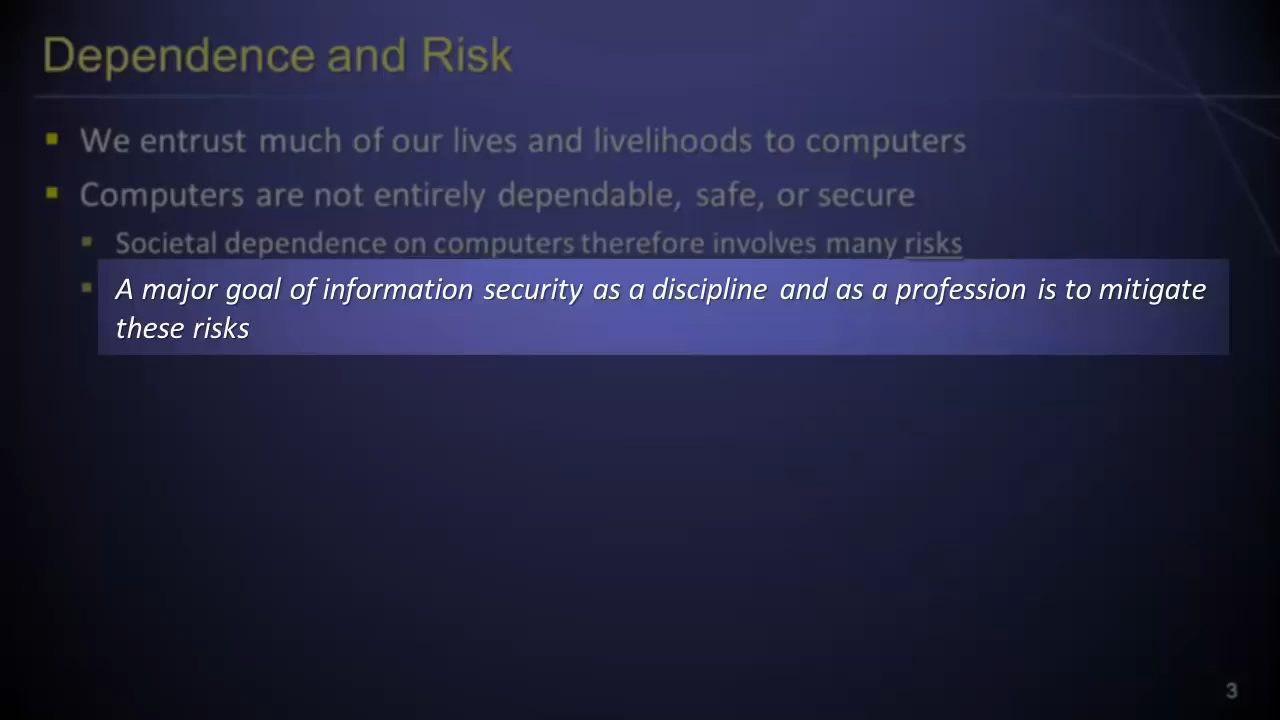 Dependence and Risk
We entrust much of our lives and livelihoods to computers
Computers are not entirely dependable, safe, or secure
Societal dependence on computers therefore involves many risks
A major goal of information security as a discipline and as a profession is to mitigate
these risks
3